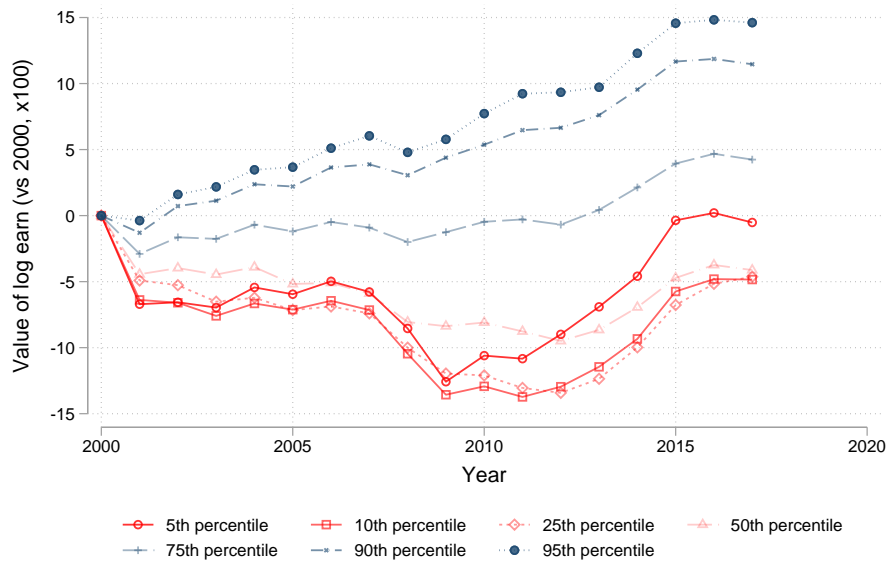 Value of log earn (vs 2000, x100)
15
10
5
0
-5
-10
-15
2000 2005 2010 2015 2020
Year
5th percentile 10th percentile 25th percentile 50th percentile
75th percentile 90th percentile 95th percentile